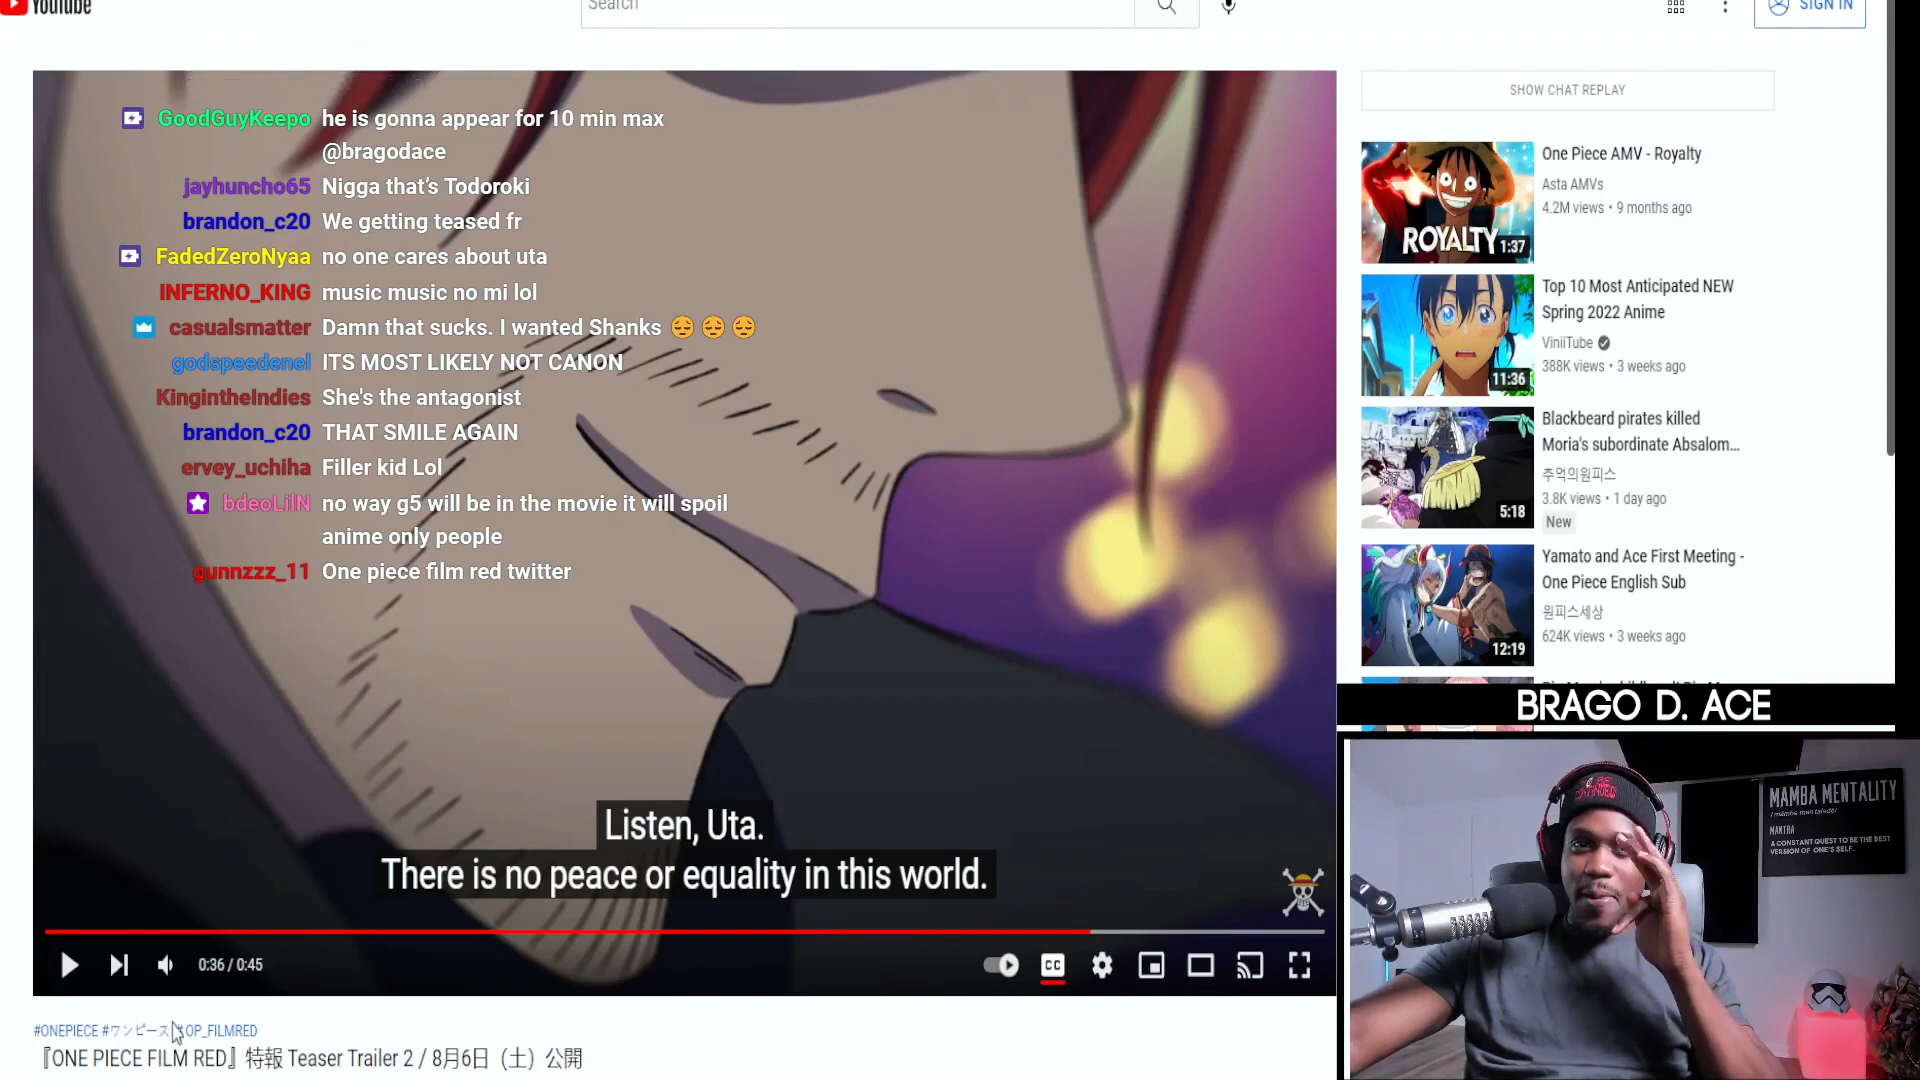 YouTube
Search
SIGN IN
GoodGuyKeepo he is gonna appear for 10 min max
@bragodace
jayhuncho65 Nigga that's Todoroki
brandon_c20 We getting teased fr
FadedZeroNyaa no one cares about uta
INFERNO_KING music music no mi lol
casualsmatter Damn that sucks. I wanted Shanks 😔 😔 😔
godspeedenel ITS MOST LIKELY NOT CANON
KingintheIndies She's the antagonist
brandon_c20 THAT SMILE AGAIN
ervey_uchiha Filler kid Lol
bdeoLilN no way g5 will be in the movie it will spoil
anime only people
gunnzzz_11 One piece film red twitter
Listen, Uta.
There is no peace or equality in this world.
0:36 / 0:45
CC
#ONEPIECE #ワンピース #OP_FILMRED
『ONE PIECE FILM RED』特報 Teaser Trailer 2 / 8月6日（土）公開
SHOW CHAT REPLAY
ROYALTY
1:37
One Piece AMV - Royalty
Asta AMVs
4.2M views • 9 months ago
11:36
Top 10 Most Anticipated NEW
Spring 2022 Anime
ViniiTube
388K views • 3 weeks ago
5:18
Blackbeard pirates killed
Moria's subordinate Absalom...
추억의원피스
3.8K views • 1 day ago
New
12:19
Yamato and Ace First Meeting -
One Piece English Sub
원피스세상
624K views • 3 weeks ago
BRAGO D. ACE
MAMBA MENTALITY
MANTRA
A CONSTANT QUEST TO BE THE BEST
VERSION OF ONE'S SELF.